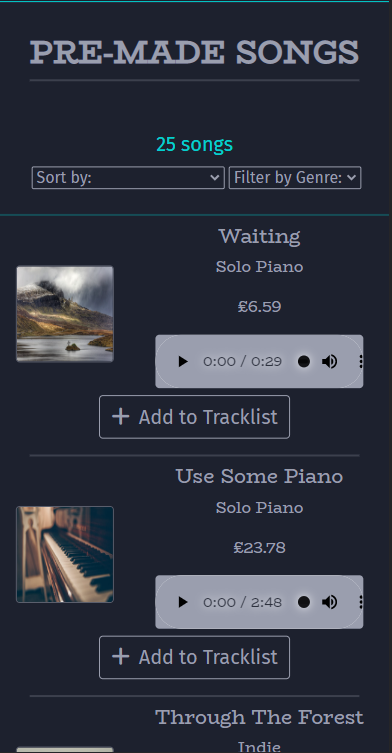 PRE-MADE SONGS
25 songs
Sort by: Filter by Genre:
Waiting
Solo Piano
£6.59
0:00 / 0:29
+ Add to Tracklist
Use Some Piano
Solo Piano
£23.78
0:00 / 2:48
+ Add to Tracklist
Through The Forest
Indie